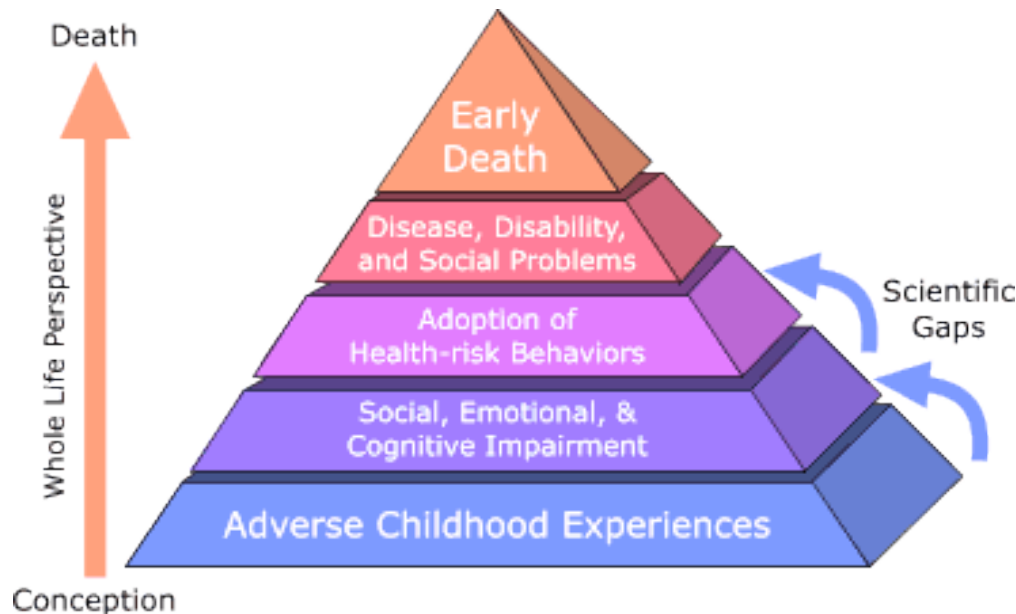 Death
Early
Death
Disease, Disability,
and Social Problems
Scientific
Gaps
Adoption of
Health-risk Behaviors
Whole Life Perspective
Social, Emotional, &
Cognitive Impairment
Adverse Childhood Experiences
Conception